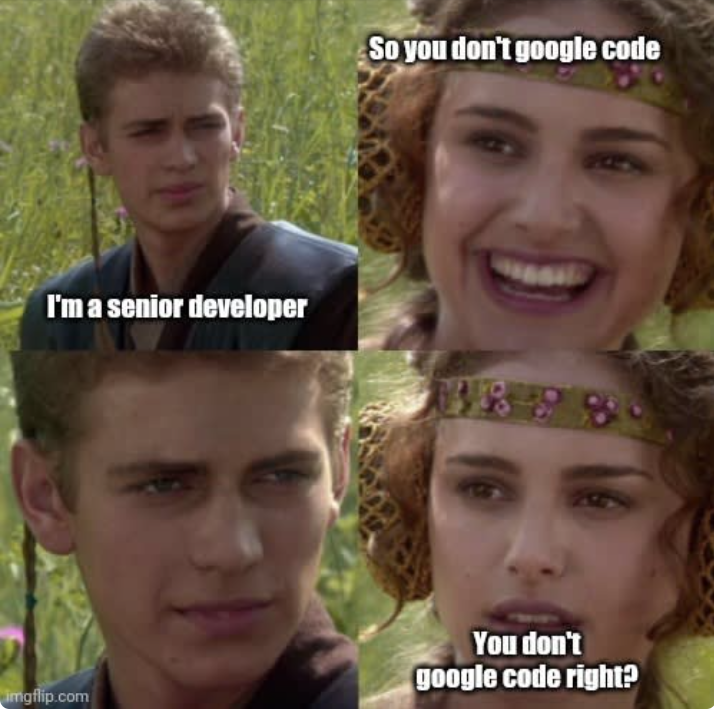 I'm a senior developer
So you don't google code
You don't
google code right?
imgflip.com